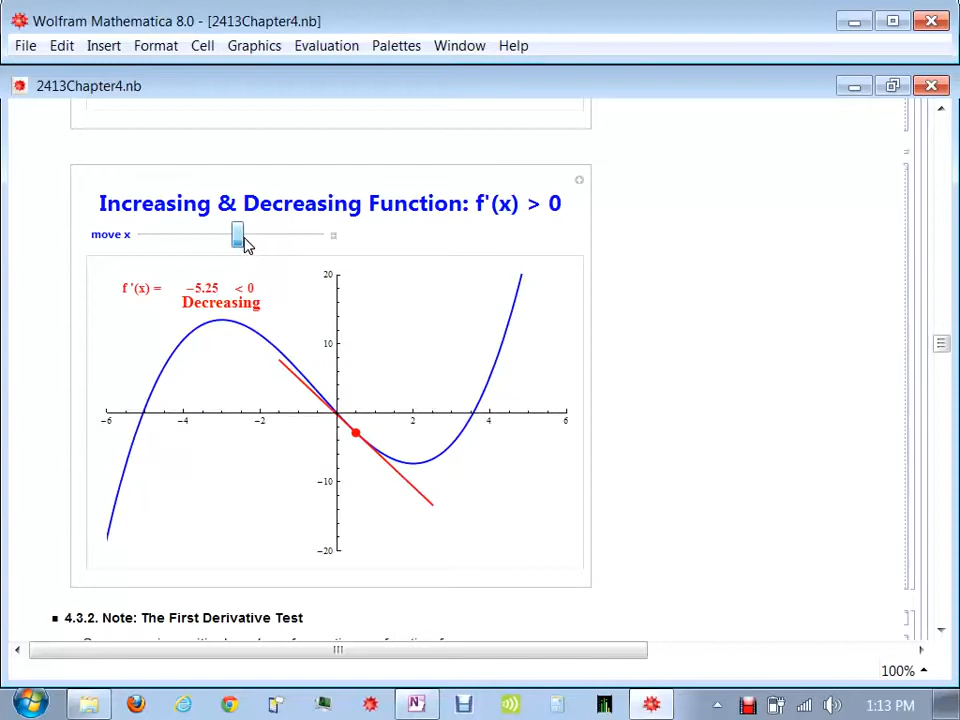 Wolfram Mathematica 8.0 - [2413Chapter4.nb]
File Edit Insert Format Cell Graphics Evaluation Palettes Window Help
2413Chapter4.nb
Increasing & Decreasing Function: f'(x) > 0
move x
f '(x) = −5.25 < 0
Decreasing
20
10
−6 −4 −2 2 4 6
−10
−20
4.3.2. Note: The First Derivative Test
100%
1:13 PM